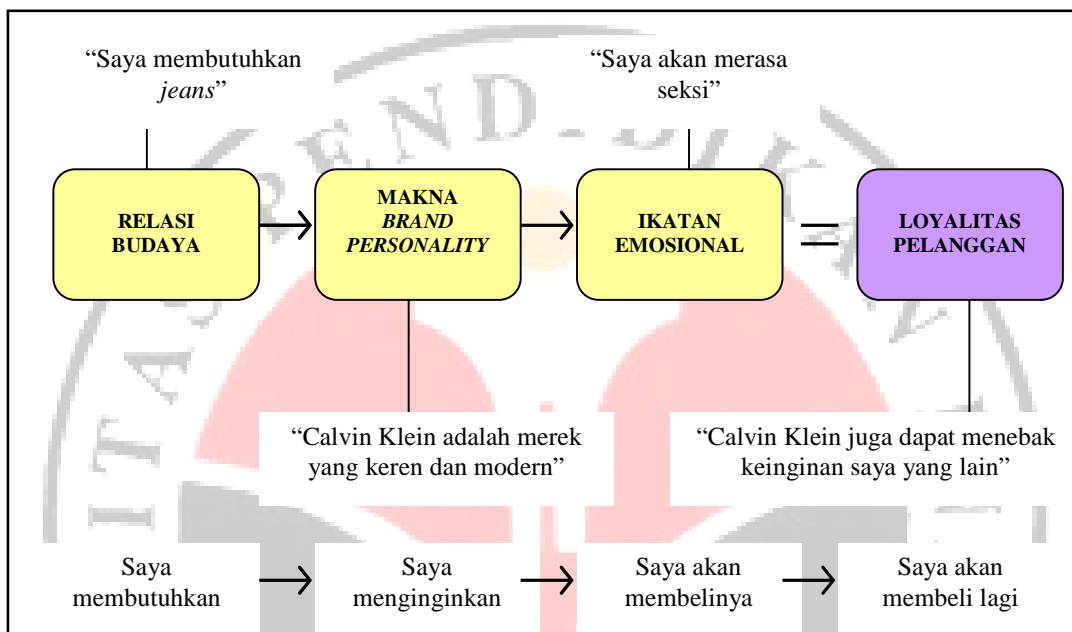 “Saya membutuhkan
jeans”
“Saya akan merasa
seksi”
RELASI
BUDAYA
MAKNA
BRAND
PERSONALITY
IKATAN
EMOSIONAL
LOYALITAS
PELANGGAN
“Calvin Klein adalah merek
yang keren dan modern”
“Calvin Klein juga dapat menebak
keinginan saya yang lain”
Saya
membutuhkan
Saya
menginginkan
Saya akan
membelinya
Saya akan
membeli lagi